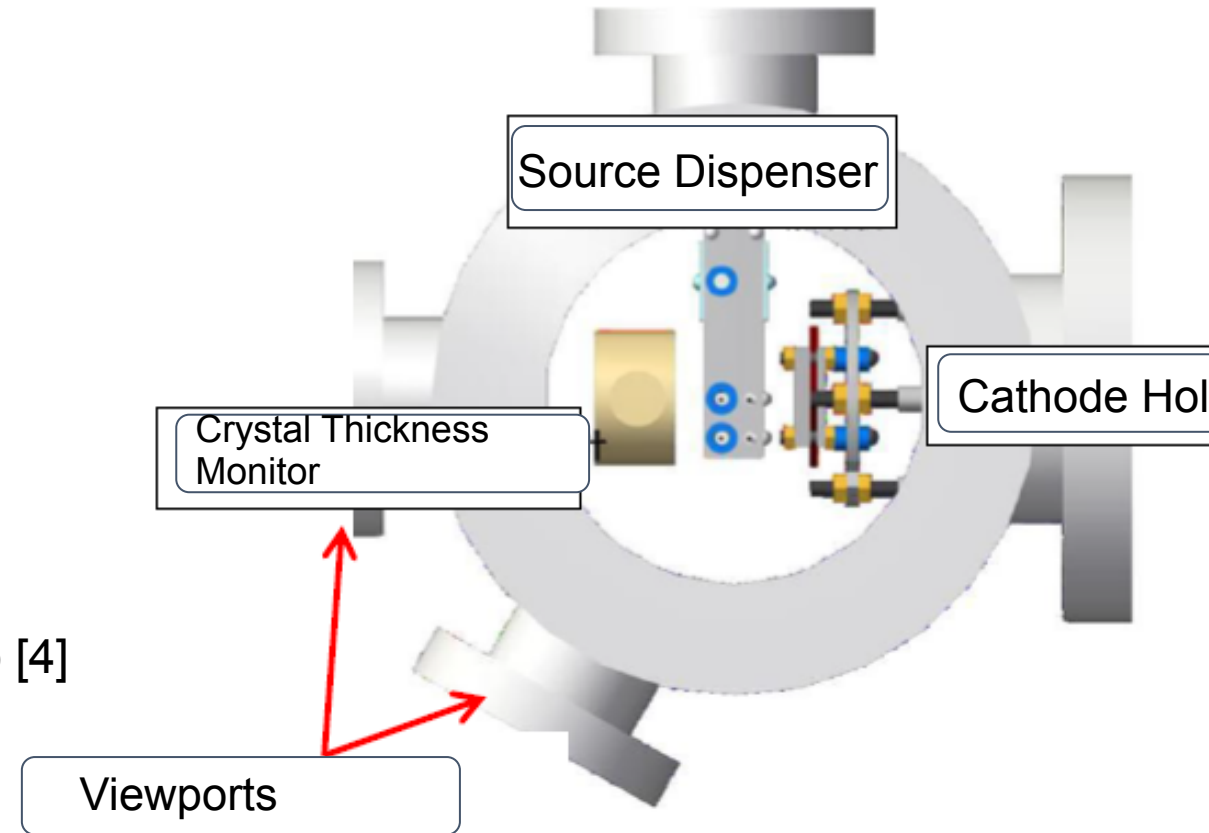 Source Dispenser
Cathode Hol
Crystal Thickness
Monitor
[4]
Viewports